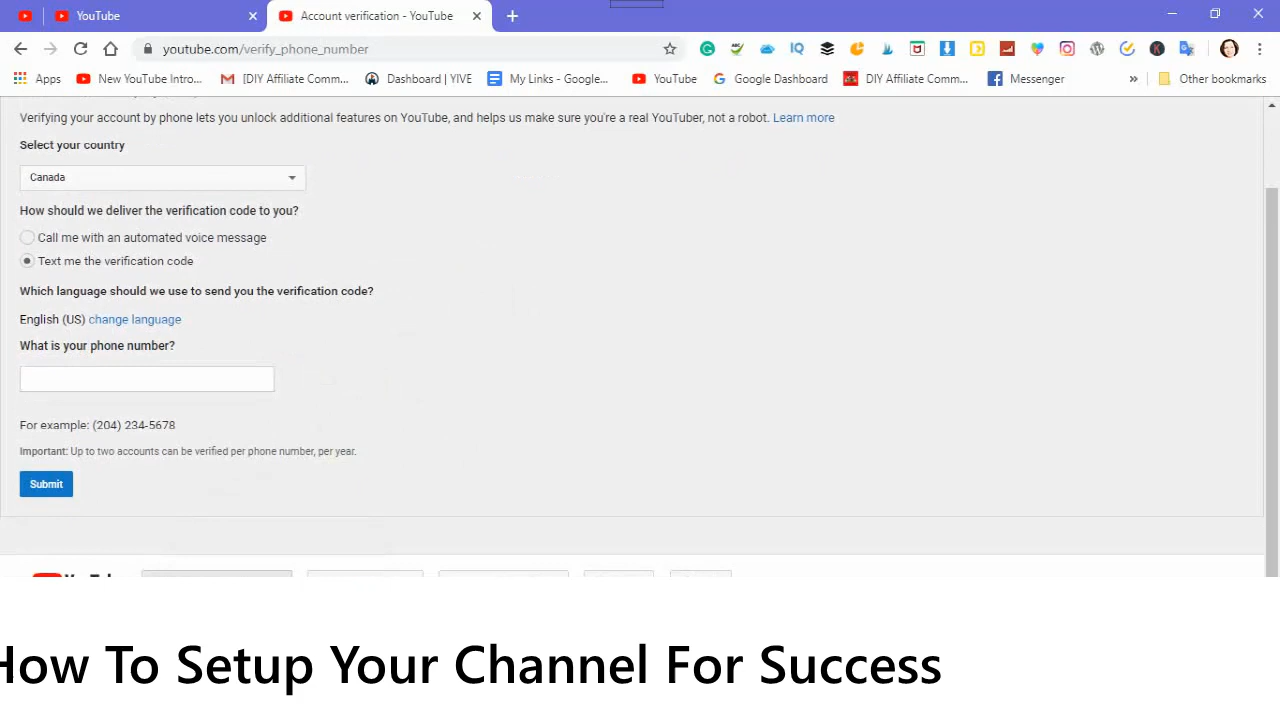 YouTube
Account verification - YouTube
youtube.com/verify_phone_number
IQ
Apps
New YouTube Intro...
[DIY Affiliate Comm...
Dashboard | YIVE
My Links - Google...
YouTube
Google Dashboard
DIY Affiliate Comm...
Messenger
»
Other bookmarks
Verifying your account by phone lets you unlock additional features on YouTube, and helps us make sure you're a real YouTuber, not a robot. Learn more
Select your country
Canada
How should we deliver the verification code to you?
Call me with an automated voice message
Text me the verification code
Which language should we use to send you the verification code?
English (US) change language
What is your phone number?
For example: (204) 234-5678
Important: Up to two accounts can be verified per phone number, per year.
Submit
How To Setup Your Channel For Success